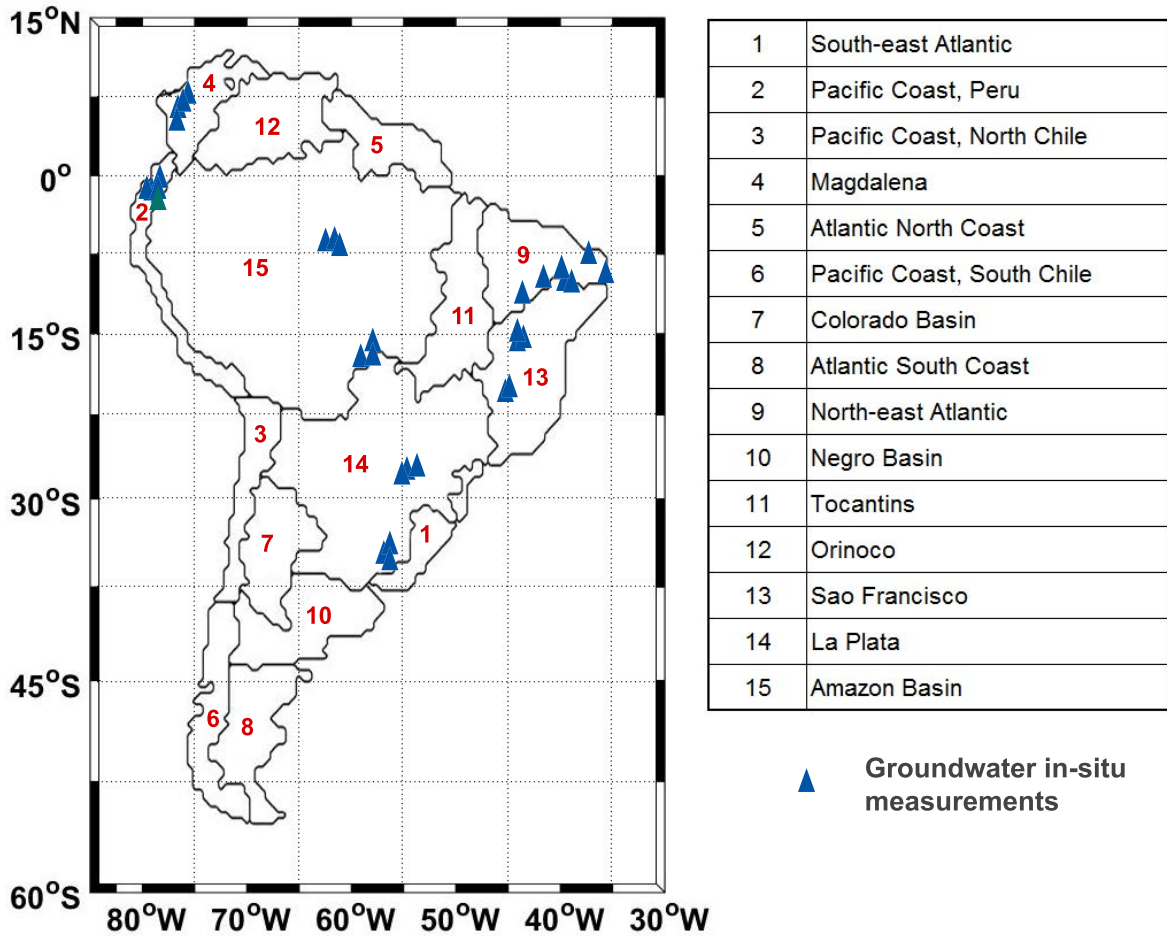 15°N
0°
15°S
30°S
45°S
60°S
80°W 70°W 60°W 50°W 40°W 30°W
4
12
5
2
9
15
11
13
3
14
1
7
10
6
8
1 South-east Atlantic
2 Pacific Coast, Peru
3 Pacific Coast, North Chile
4 Magdalena
5 Atlantic North Coast
6 Pacific Coast, South Chile
7 Colorado Basin
8 Atlantic South Coast
9 North-east Atlantic
10 Negro Basin
11 Tocantins
12 Orinoco
13 Sao Francisco
14 La Plata
15 Amazon Basin
Groundwater in-situ
measurements